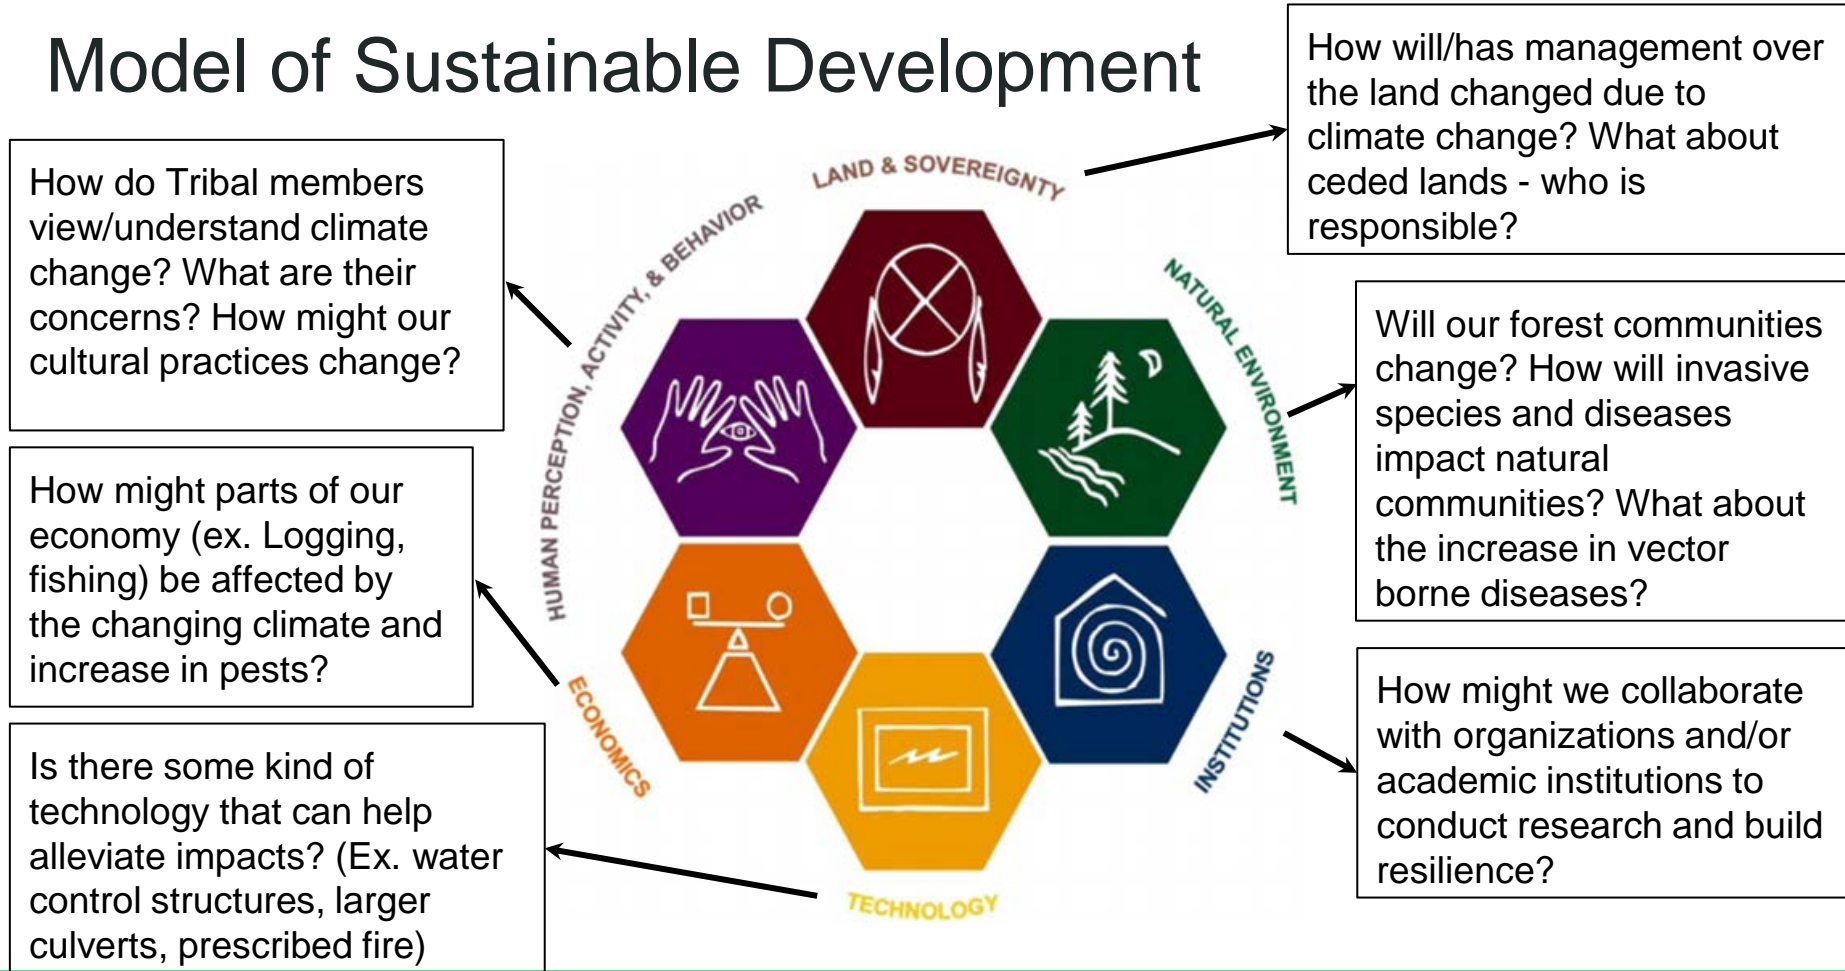 Model of Sustainable Development
How will/has management over
the land changed due to
climate change? What about
ceded lands - who is
responsible?
How do Tribal members
view/understand climate
change? What are their
concerns? How might our
cultural practices change?
LAND & SOVEREIGNTY
HUMAN PERCEPTION, ACTIVITY, & BEHAVIOR
NATURAL ENVIRONMENT
Will our forest communities
change? How will invasive
species and diseases
impact natural
communities? What about
the increase in vector
borne diseases?
How might parts of our
economy (ex. Logging,
fishing) be affected by
the changing climate and
increase in pests?
ECONOMICS
INSTITUTIONS
How might we collaborate
with organizations and/or
academic institutions to
conduct research and build
resilience?
Is there some kind of
technology that can help
alleviate impacts? (Ex. water
control structures, larger
culverts, prescribed fire)
TECHNOLOGY